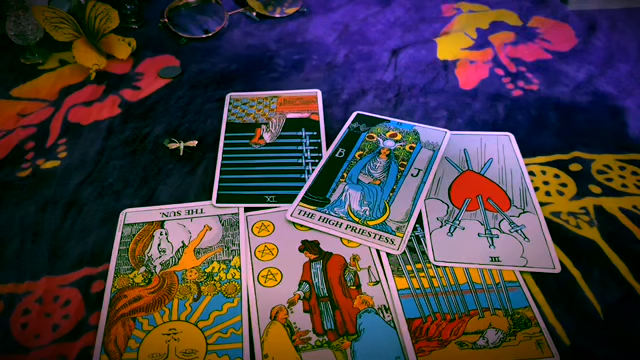 IX
B
J
THE HIGH PRIESTESS.
III
THE SUN.